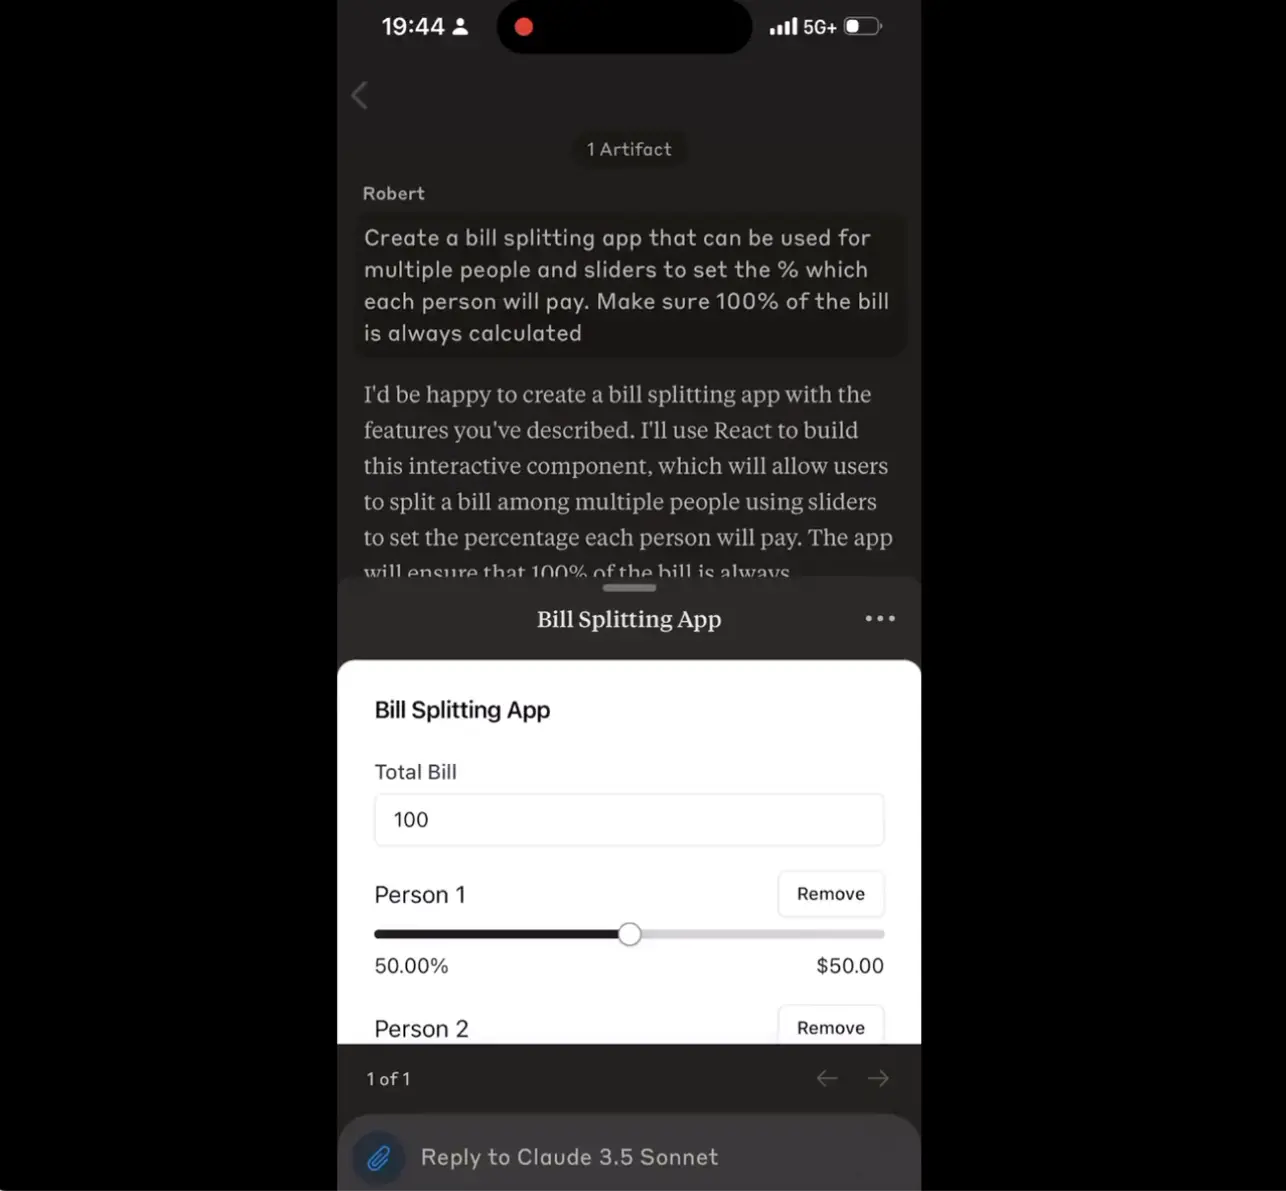 19:44
5G+
1 Artifact
Robert
Create a bill splitting app that can be used for
multiple people and sliders to set the % which
each person will pay. Make sure 100% of the bill
is always calculated
I'd be happy to create a bill splitting app with the
features you've described. I'll use React to build
this interactive component, which will allow users
to split a bill among multiple people using sliders
to set the percentage each person will pay. The app
will ensure that 100% of the bill is always
Bill Splitting App
Bill Splitting App
Total Bill
100
Person 1 Remove
50.00% $50.00
Person 2 Remove
1 of 1
Reply to Claude 3.5 Sonnet